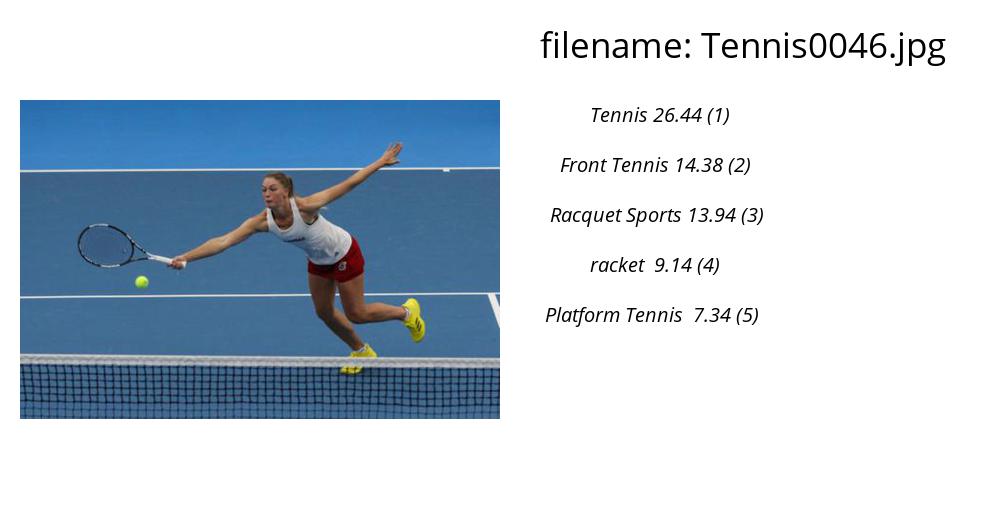 filename: Tennis0046.jpg
Tennis 26.44 (1)
Front Tennis 14.38 (2)
Racquet Sports 13.94 (3)
racket 9.14 (4)
Platform Tennis 7.34 (5)